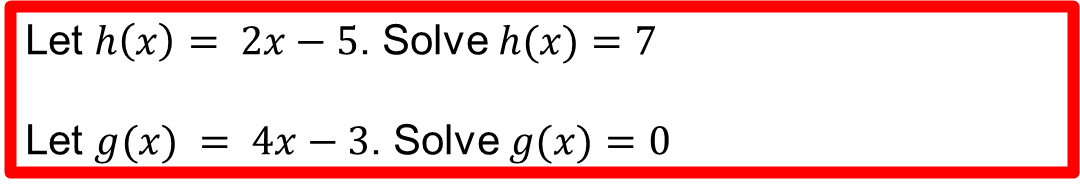 Let h(x) = 2x − 5. Solve h(x) = 7
Let g(x) = 4x − 3. Solve g(x) = 0